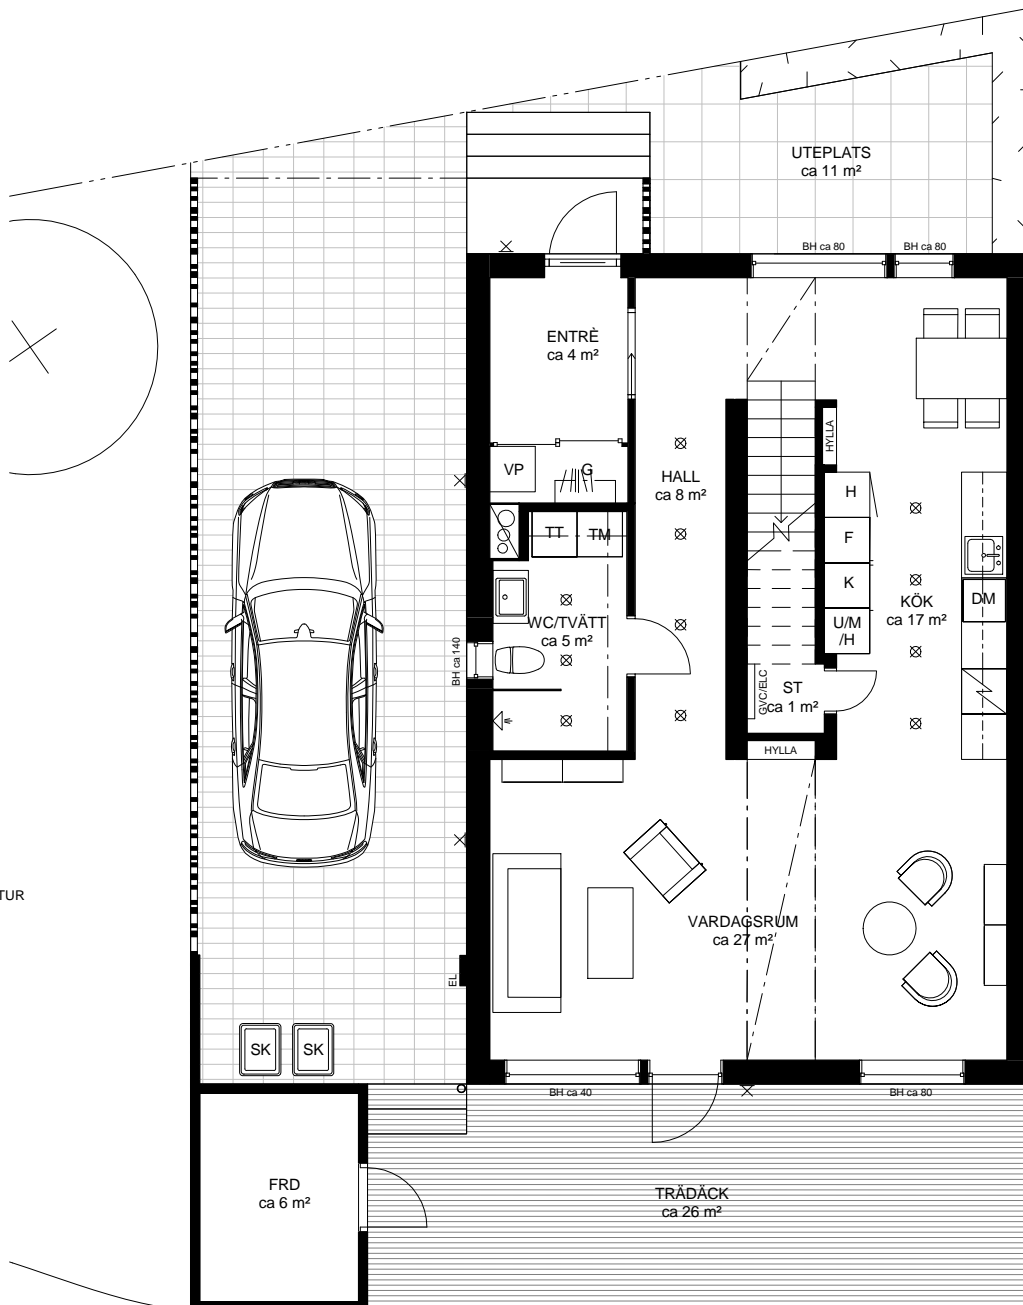 UTEPLATS
ca 11 m²
BH ca 80
BH ca 80
ENTRÈ
ca 4 m²
HYLLA
VP
G
HALL
ca 8 m²
H
F
TT
TM
K
DM
KÖK
ca 17 m²
WC/TVÄTT
ca 5 m²
U/M
/H
BH ca 140
GVC/ELC
ST
ca 1 m²
HYLLA
TUR
VARDAGSRUM
ca 27 m²
EL
SK
SK
BH ca 40
BH ca 80
FRD
ca 6 m²
TRÄDÄCK
ca 26 m²